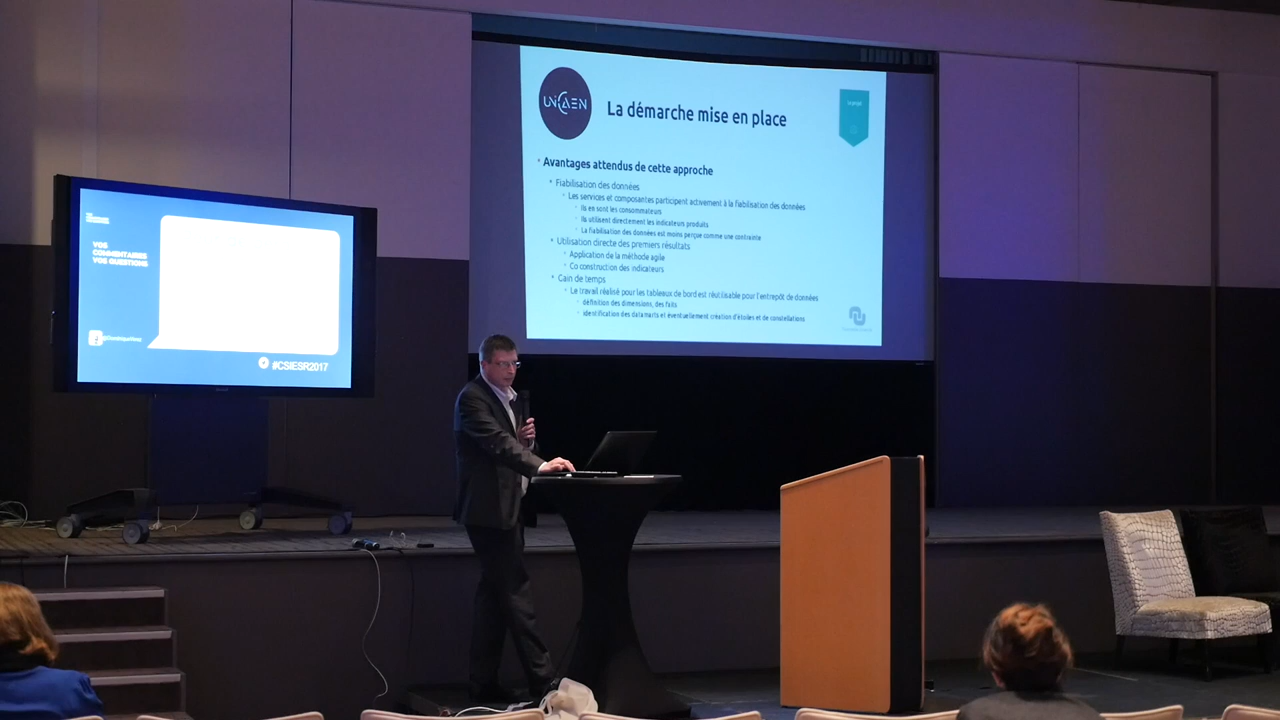 UNICAEN
La démarche mise en place
Avantages attendus de cette approche
Fiabilisation des données
Les services et composantes participent activement à la fiabilisation des données
Ils en sont les consommateurs
Ils utilisent directement les indicateurs produits
La fiabilisation des données est moins perçue comme une contrainte
Utilisation directe des premiers résultats
Application de la méthode agile
Co construction des indicateurs
Gain de temps
Le travail réalisé pour les tableaux de bord est réutilisable pour l'entrepôt de données
définition des dimensions, des faits
identification des datamarts et éventuellement création d'étoiles et de constellations
VOS
COMMENTAIRES
VOS QUESTIONS
#CSIESR2017